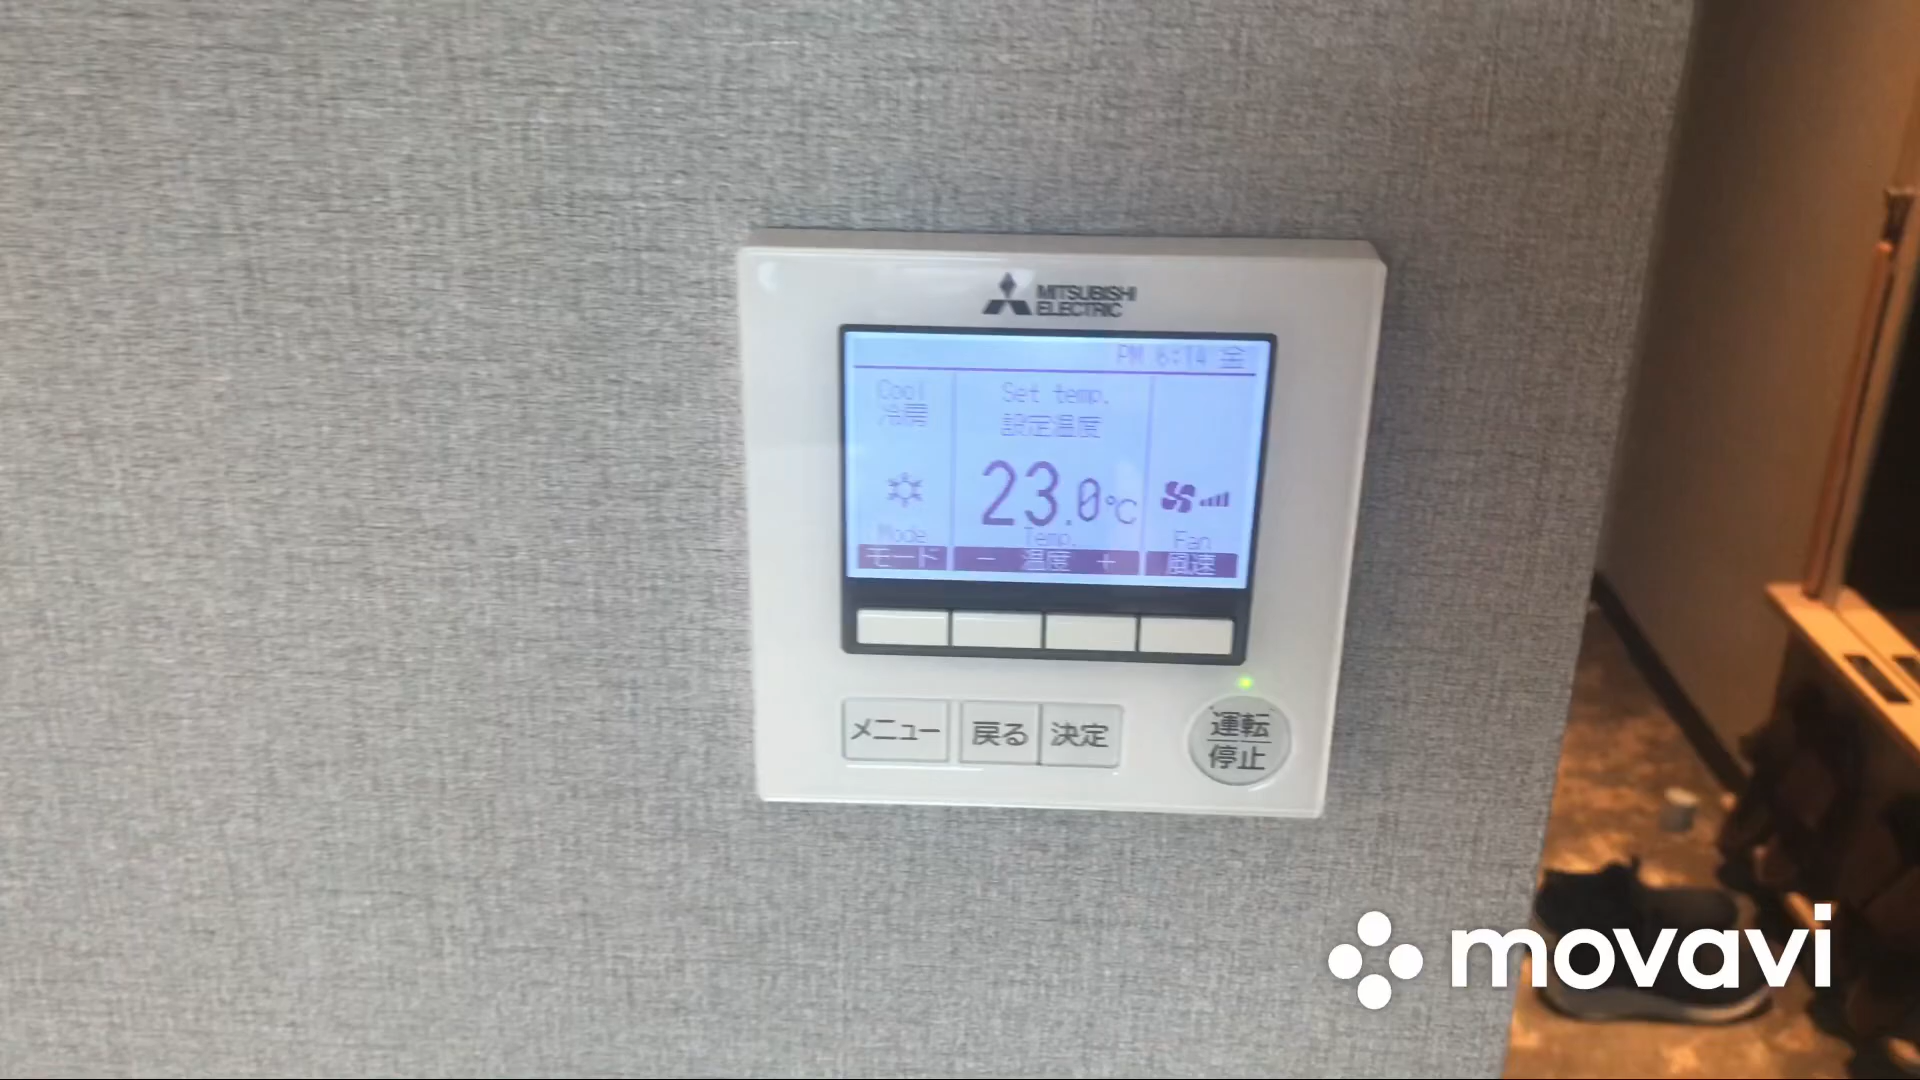 MITSUBISHI
ELECTRIC
PM 6:14 金
Cool
冷房
Set temp.
設定温度
23.0℃
Mode
Temp.
Fan
モード
− 温度 +
風速
メニュー
戻る
決定
運転
停止
movavi